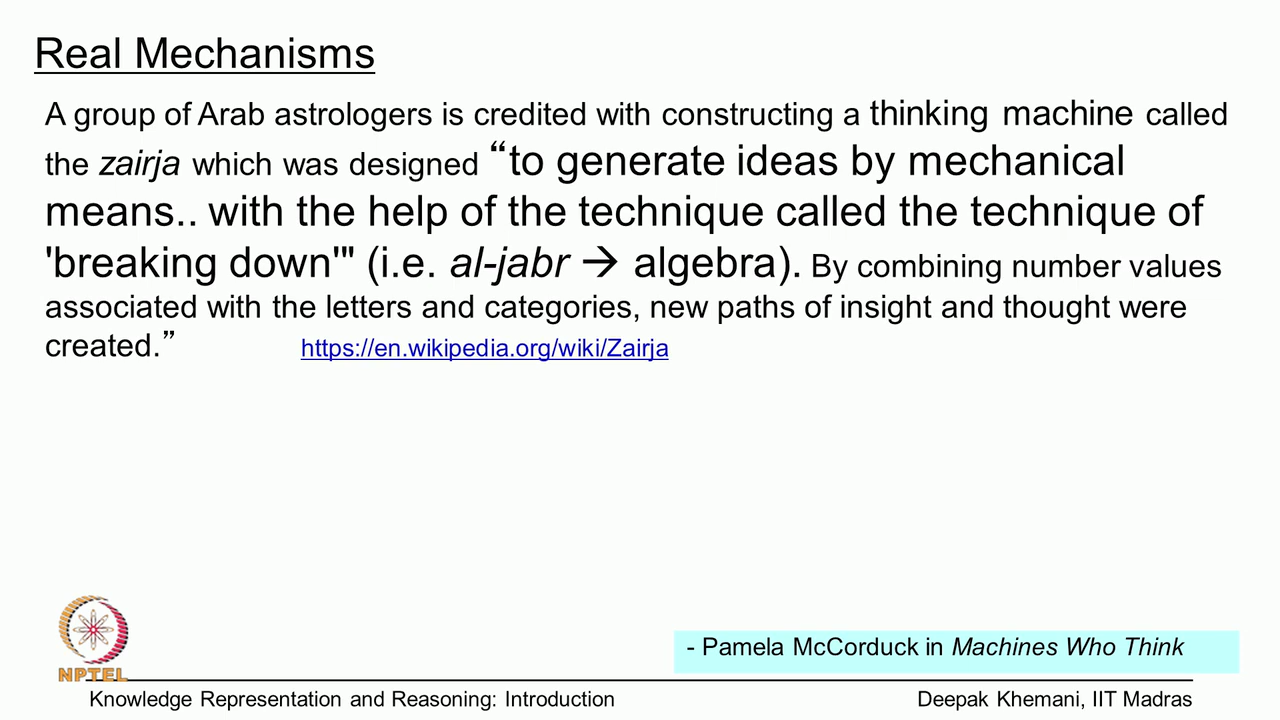 Real Mechanisms
A group of Arab astrologers is credited with constructing a thinking machine called
the zairja which was designed “to generate ideas by mechanical
means.. with the help of the technique called the technique of
'breaking down'" (i.e. al-jabr → algebra). By combining number values
associated with the letters and categories, new paths of insight and thought were
created.” https://en.wikipedia.org/wiki/Zairja
- Pamela McCorduck in Machines Who Think
NPTEL
Knowledge Representation and Reasoning: Introduction Deepak Khemani, IIT Madras